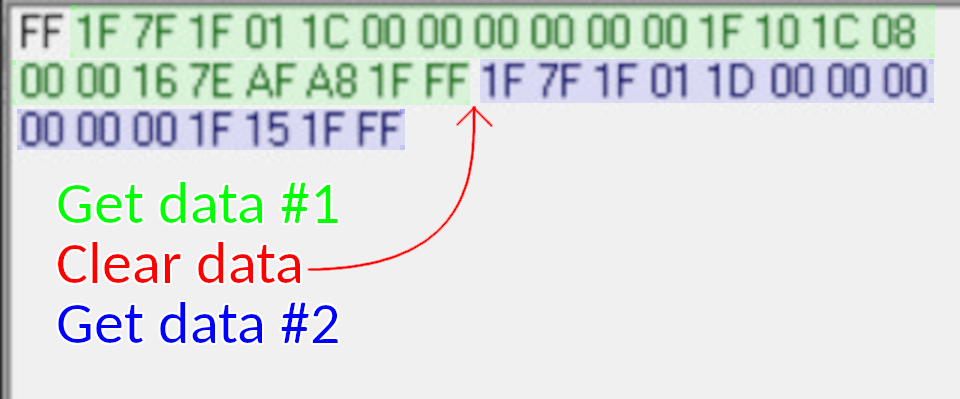 FF 1F 7F 1F 01 1C 00 00 00 00 00 00 1F 10 1C 08
00 00 16 7E AF A8 1F FF 1F 7F 1F 01 1D 00 00 00
00 00 00 1F 15 1F FF
Get data #1
Clear data
Get data #2